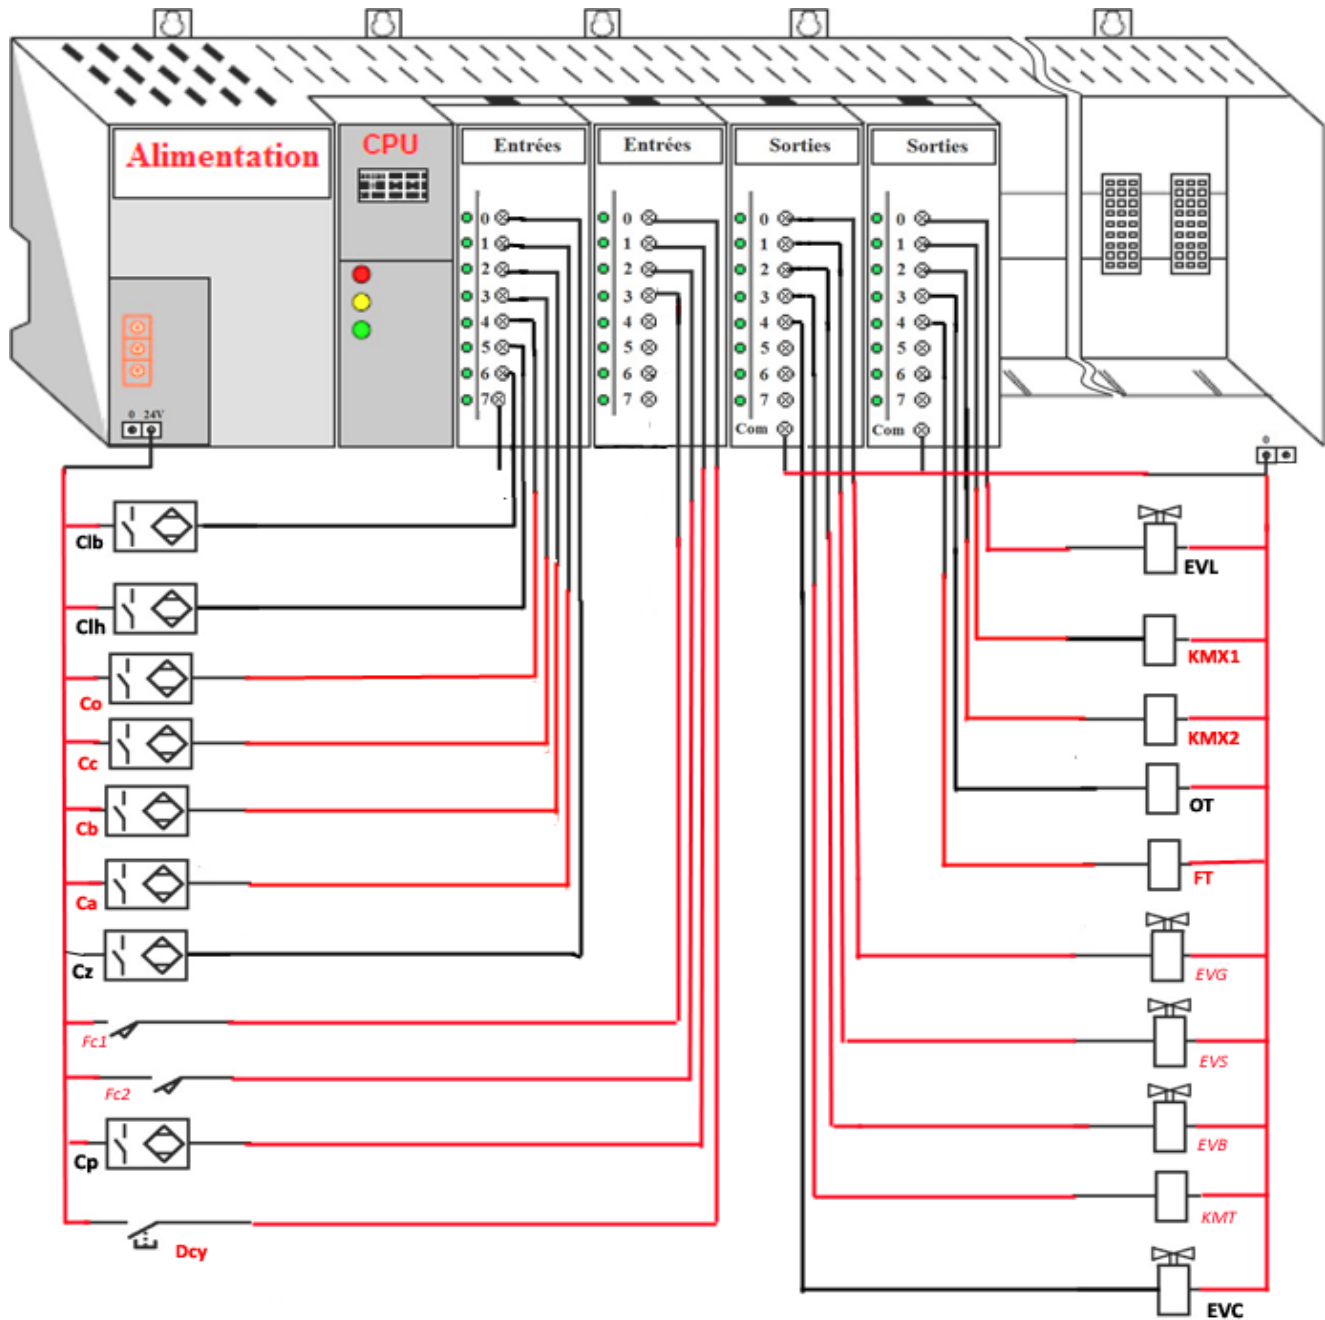 Alimentation
CPU
Entrées
Entrées
Sorties
Sorties
0
1
2
3
4
5
6
7
0
1
2
3
4
5
6
7
0
1
2
3
4
5
6
7
Com
0
1
2
3
4
5
6
7
Com
0 24V
0
Clb
Clh
Co
Cc
Cb
Ca
Cz
Fc1
Fc2
Cp
Dcy
EVL
KMX1
KMX2
OT
FT
EVG
EVS
EVB
KMT
EVC